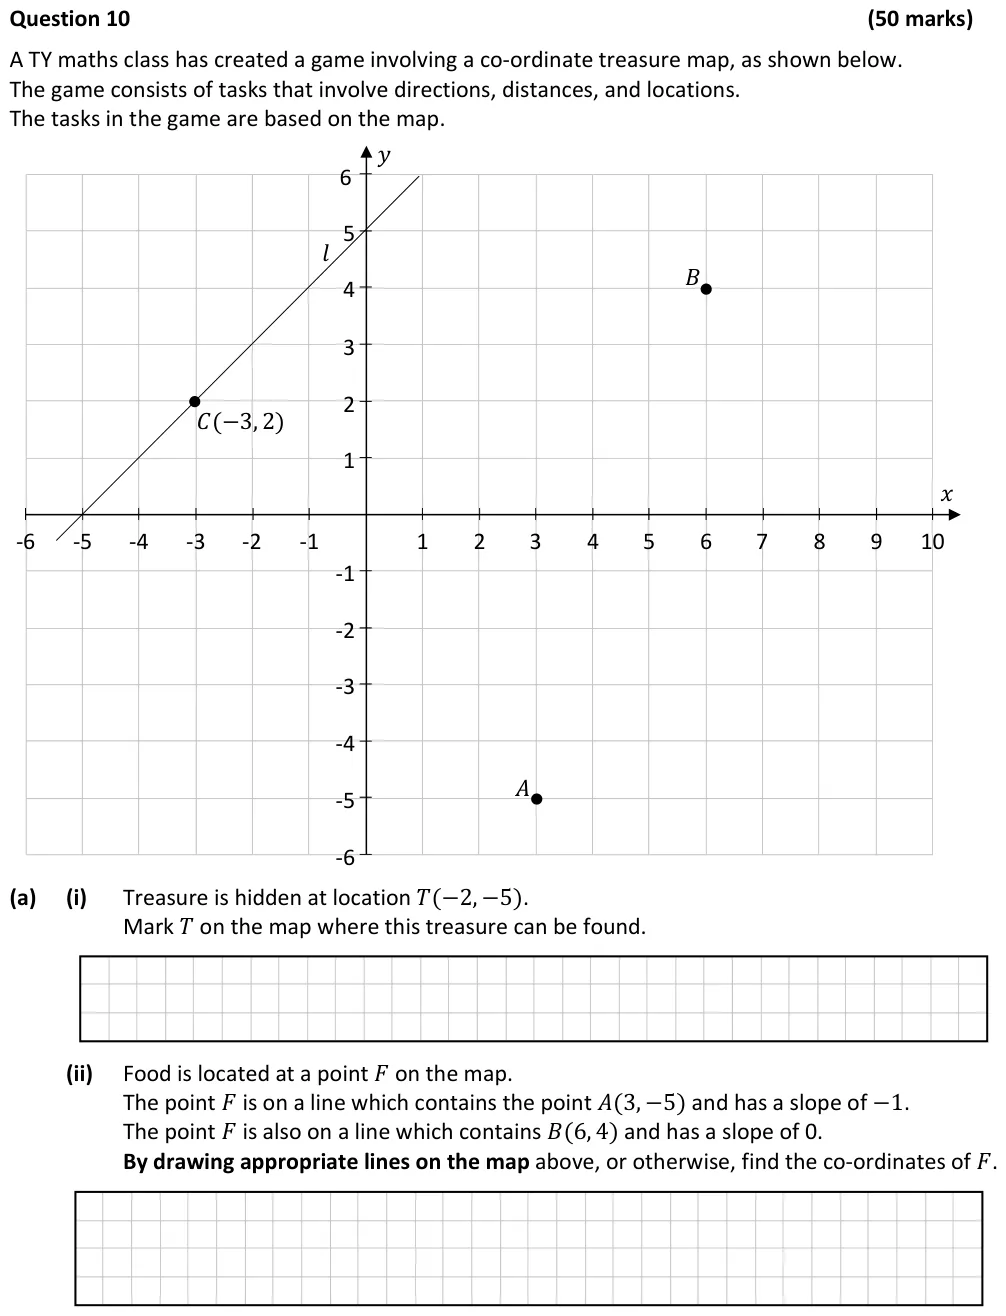 Question 10 (50 marks)
A TY maths class has created a game involving a co-ordinate treasure map, as shown below.
The game consists of tasks that involve directions, distances, and locations.
The tasks in the game are based on the map.
y
6
5
l
4
B
3
2
C(−3, 2)
1
x
-6 -5 -4 -3 -2 -1 1 2 3 4 5 6 7 8 9 10
-1
-2
-3
-4
A
-5
-6
(a) (i) Treasure is hidden at location T(−2, −5).
Mark T on the map where this treasure can be found.
(ii) Food is located at a point F on the map.
The point F is on a line which contains the point A(3, −5) and has a slope of −1.
The point F is also on a line which contains B(6, 4) and has a slope of 0.
By drawing appropriate lines on the map above, or otherwise, find the co-ordinates of F.